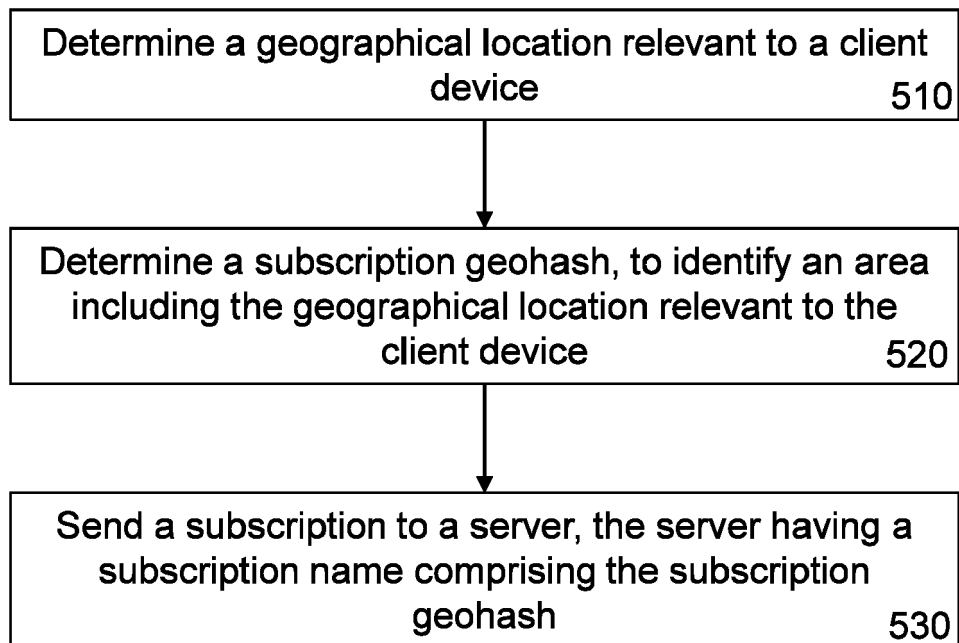 Determine a geographical location relevant to a client
device
510
Determine a subscription geohash, to identify an area
including the geographical location relevant to the
client device
520
Send a subscription to a server, the server having a
subscription name comprising the subscription
geohash
530